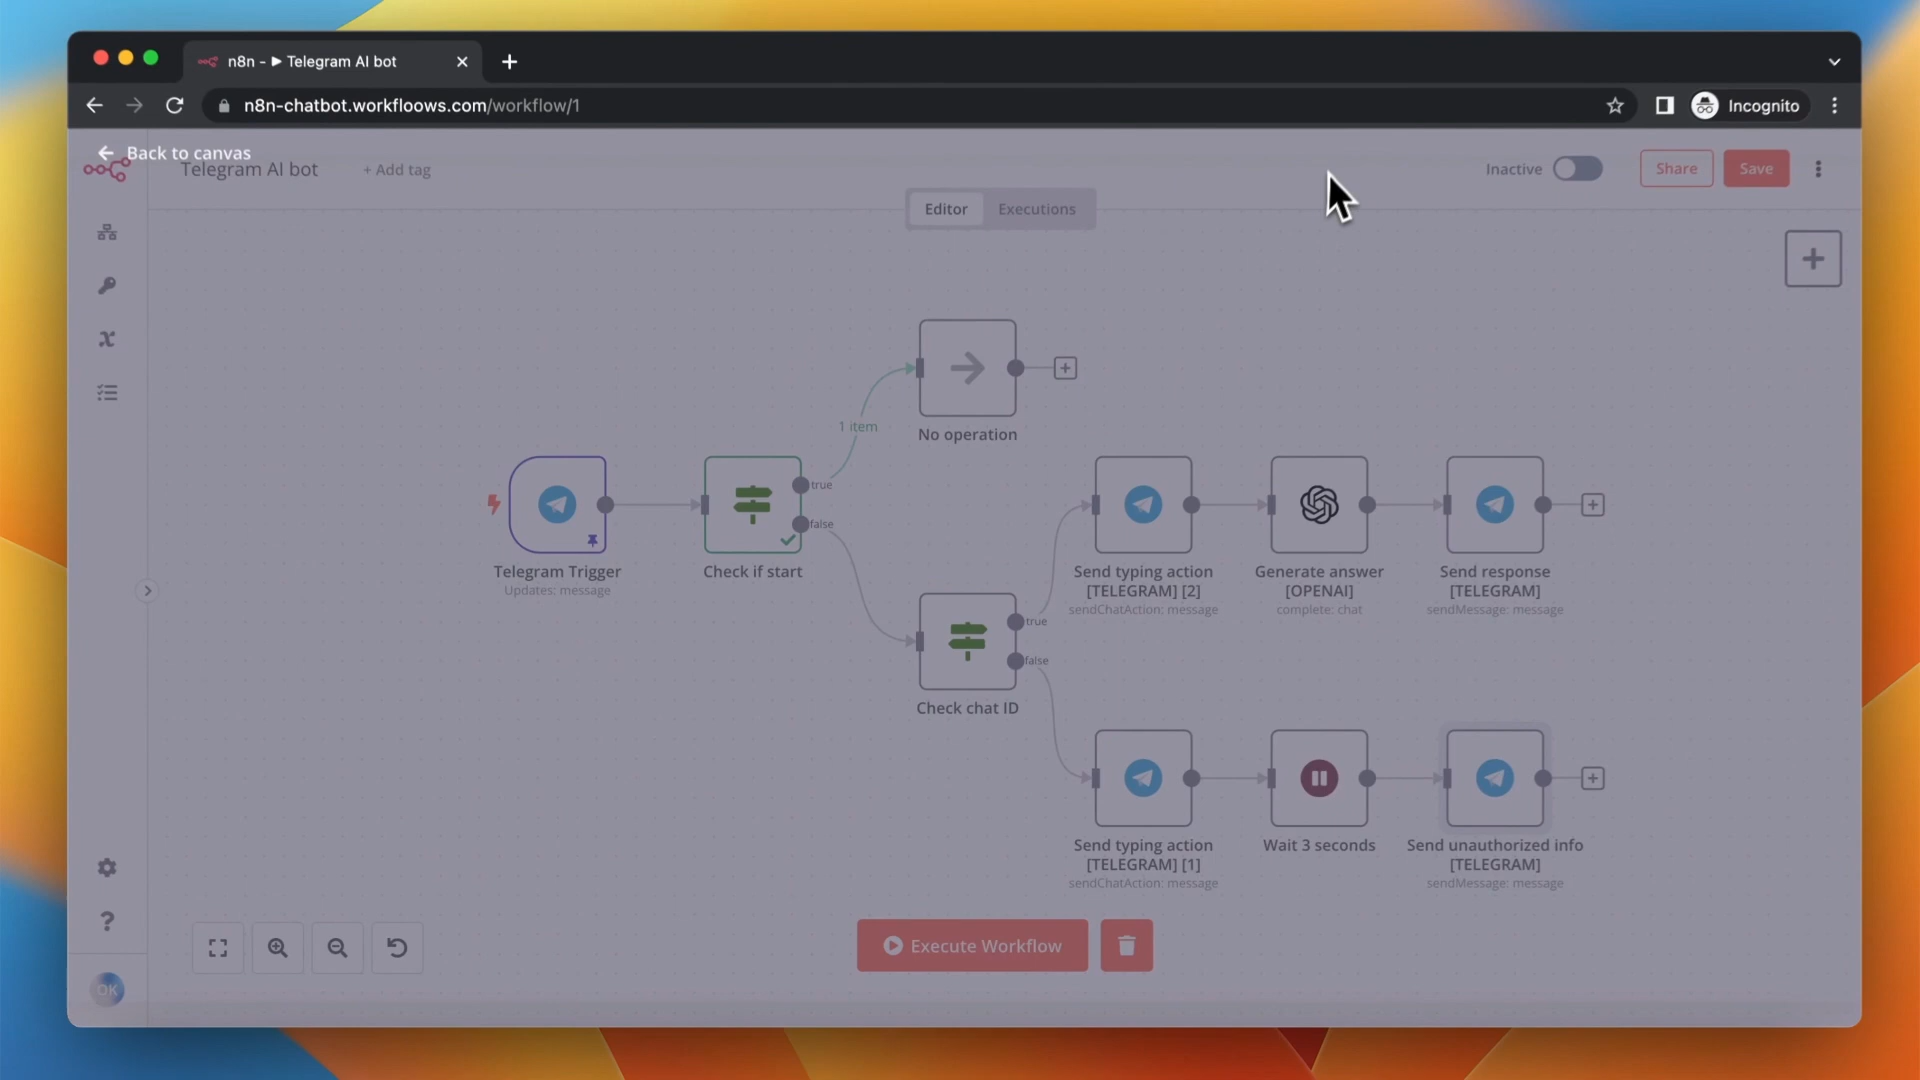 n8n - ▶ Telegram AI bot
n8n-chatbot.workfloows.com/workflow/1
Incognito
Back to canvas
Telegram AI bot
+ Add tag
Inactive
Share
Save
Editor
Executions
1 item
No operation
true
false
Telegram Trigger
Updates: message
Check if start
Send typing action
[TELEGRAM] [2]
sendChatAction: message
Generate answer
[OPENAI]
complete: chat
Send response
[TELEGRAM]
sendMessage: message
true
false
Check chat ID
Send typing action
[TELEGRAM] [1]
sendChatAction: message
Wait 3 seconds
Send unauthorized info
[TELEGRAM]
sendMessage: message
Execute Workflow
OK